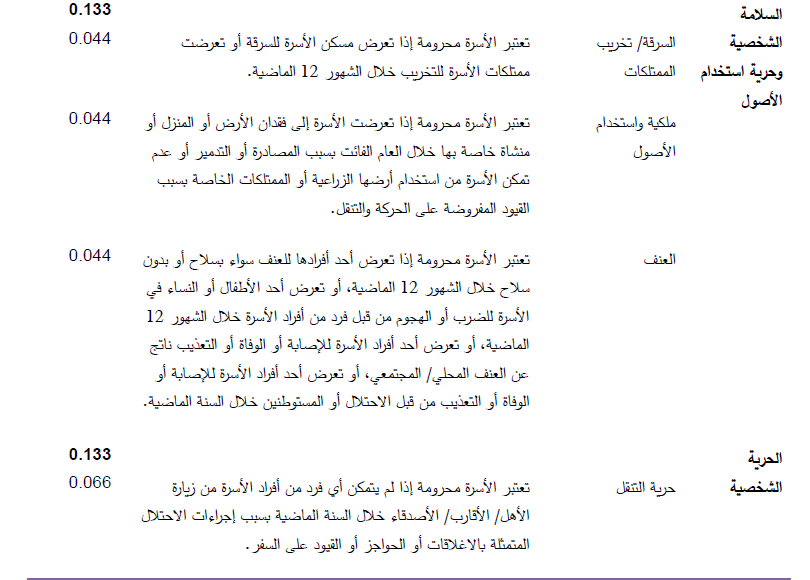 السلامة 0.133
الشخصية السرقة/ تخريب تعتبر الأسرة محرومة إذا تعرض مسكن الأسرة للسرقة أو تعرضت 0.044
وحرية استخدام الممتلكات ممتلكات الأسرة للتخريب خلال الشهور 12 الماضية.
الأصول
ملكية واستخدام تعتبر الأسرة محرومة إذا تعرضت الأسرة إلى فقدان الأرض أو المنزل أو 0.044
الأصول منشاة خاصة بها خلال العام الفائت بسبب المصادرة أو التدمير أو عدم
تمكن الأسرة من استخدام أرضها الزراعية أو الممتلكات الخاصة بسبب
القيود المفروضة على الحركة والتنقل.
العنف تعتبر الأسرة محرومة إذا تعرض أحد أفرادها للعنف سواء بسلاح أو بدون 0.044
سلاح خلال الشهور 12 الماضية، أو تعرض أحد الأطفال أو النساء في
الأسرة للضرب أو الهجوم من قبل فرد من أفراد الأسرة خلال الشهور 12
الماضية، أو تعرض أحد أفراد الأسرة للإصابة أو الوفاة أو التعذيب ناتج
عن العنف المحلي/ المجتمعي، أو تعرض أحد أفراد الأسرة للإصابة أو
الوفاة أو التعذيب من قبل الاحتلال أو المستوطنين خلال السنة الماضية.
الحرية 0.133
الشخصية حرية التنقل تعتبر الأسرة محرومة إذا لم يتمكن أي فرد من أفراد الأسرة من زيارة 0.066
الأهل/ الأقارب/ الأصدقاء خلال السنة الماضية بسبب إجراءات الاحتلال
المتمثلة بالاغلاقات أو الحواجز أو القيود على السفر.